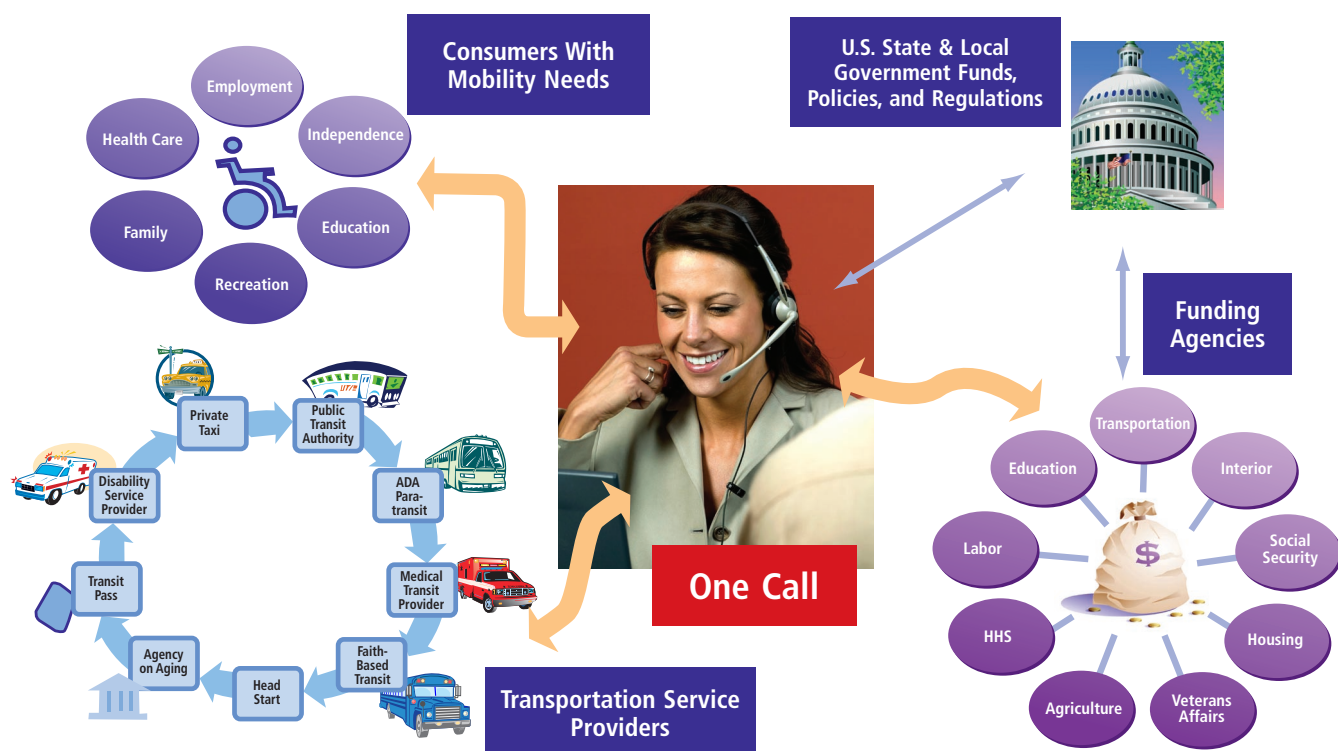 Consumers With
Mobility Needs
U.S. State & Local
Government Funds,
Policies, and Regulations
Employment
Health Care
Independence
Family
Education
Recreation
Funding
Agencies
Private
Taxi
Public
Transit
Authority
Disability
Service
Provider
ADA
Para-
transit
Transit
Pass
Medical
Transit
Provider
Agency
on Aging
Head
Start
Faith-
Based
Transit
One Call
Transportation Service
Providers
Transportation
Education
Interior
Labor
Social
Security
$
HHS
Housing
Agriculture
Veterans
Affairs